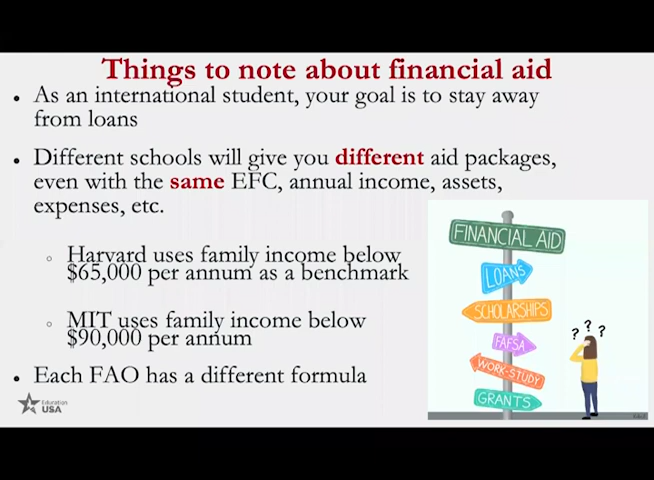 Things to note about financial aid
As an international student, your goal is to stay away
from loans
Different schools will give you different aid packages,
even with the same EFC, annual income, assets,
expenses, etc.
Harvard uses family income below
$65,000 per annum as a benchmark
MIT uses family income below
$90,000 per annum
Each FAO has a different formula
FINANCIAL AID
LOANS
SCHOLARSHIPS
FAFSA
WORK-STUDY
GRANTS
? ? ?
Education
USA